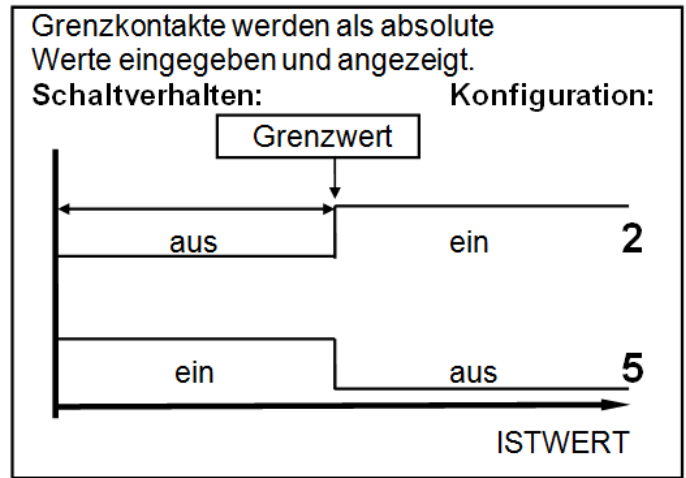 Grenzkontakte werden als absolute
Werte eingegeben und angezeigt.
Schaltverhalten: Konfiguration:
Grenzwert
aus ein 2
ein aus 5
ISTWERT